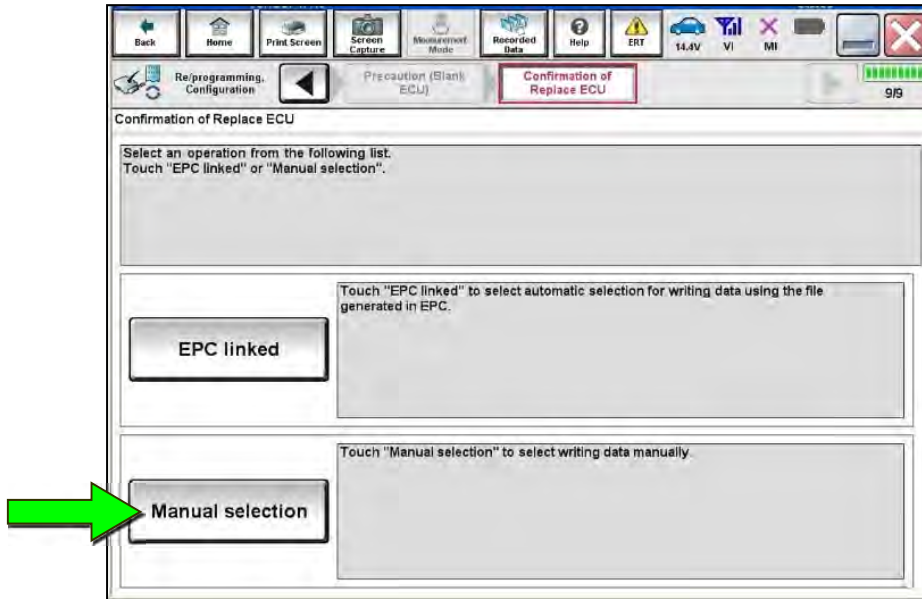 Back
Home
Print Screen
Screen
Capture
Measurement
Mode
Recorded
Data
Help
ERT
14.4V
VI
MI
Re/programming,
Configuration
Precaution (Blank
ECU)
Confirmation of
Replace ECU
9/9
Confirmation of Replace ECU
Select an operation from the following list.
Touch "EPC linked" or "Manual selection".
EPC linked
Touch "EPC linked" to select automatic selection for writing data using the file
generated in EPC.
Manual selection
Touch "Manual selection" to select writing data manually.